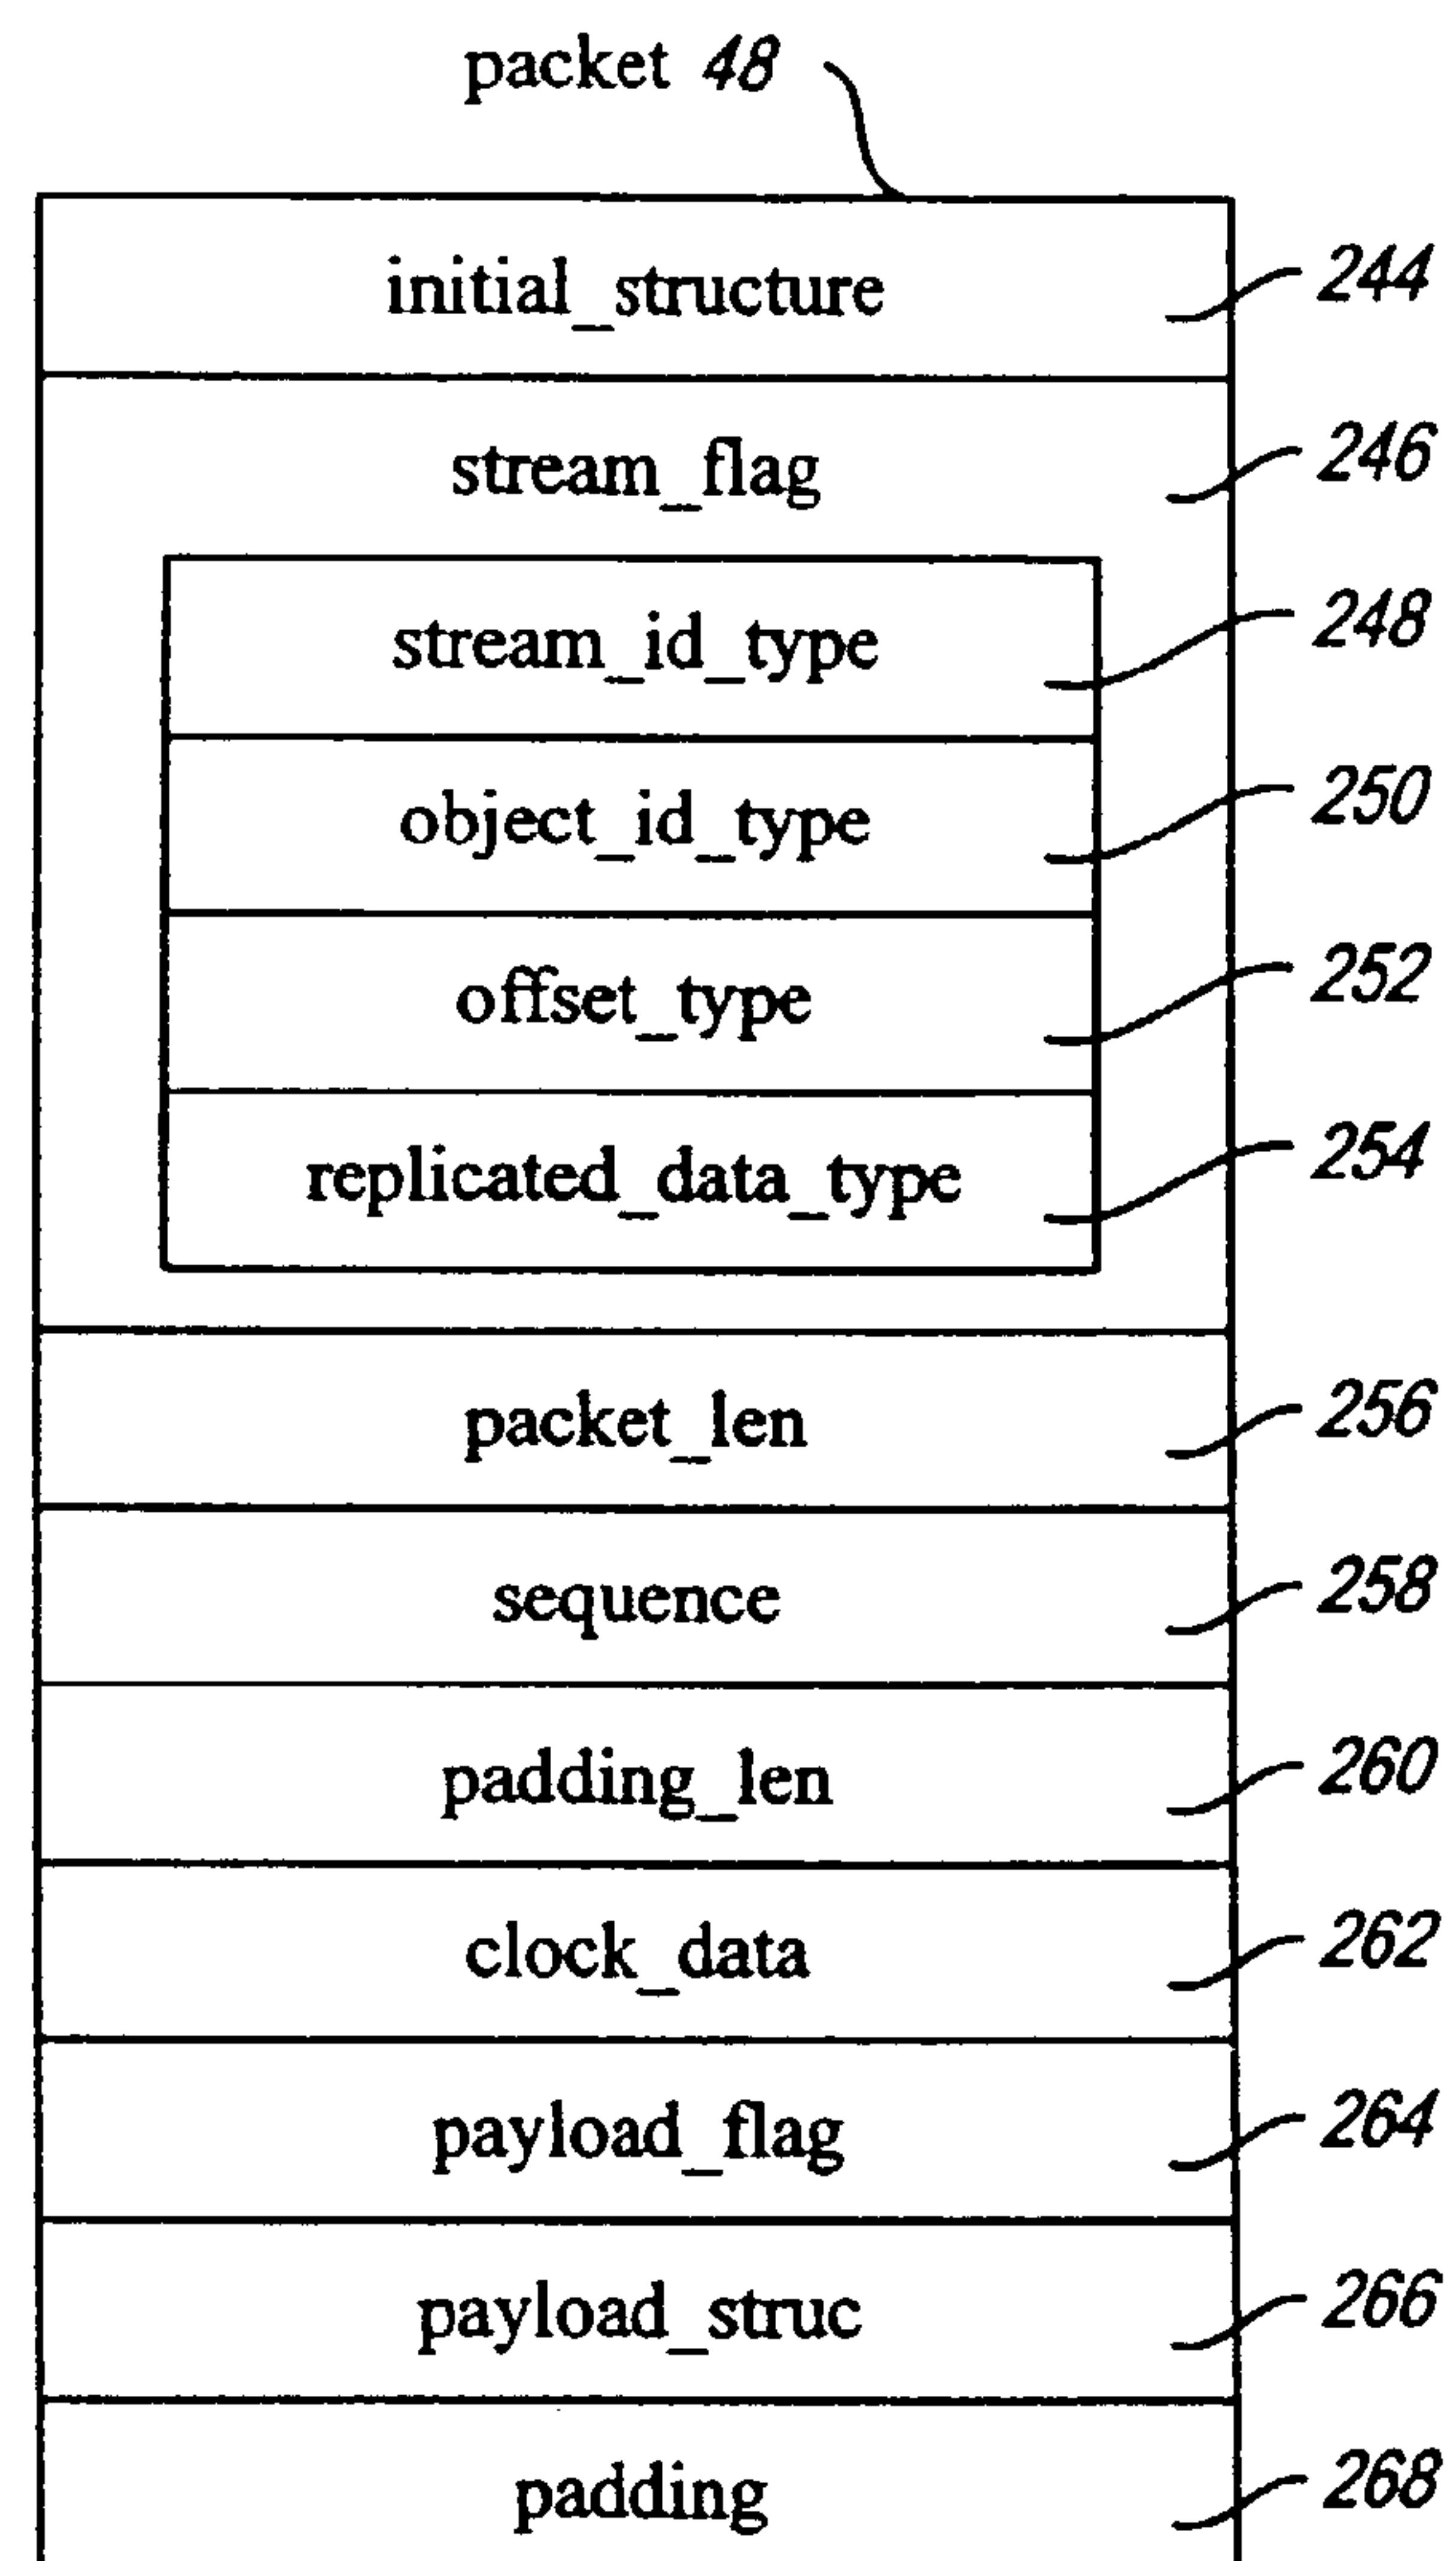 packet 48
initial_structure 244
stream_flag 246
stream_id_type 248
object_id_type 250
offset_type 252
replicated_data_type 254
packet_len 256
sequence 258
padding_len 260
clock_data 262
payload_flag 264
payload_struc 266
padding 268